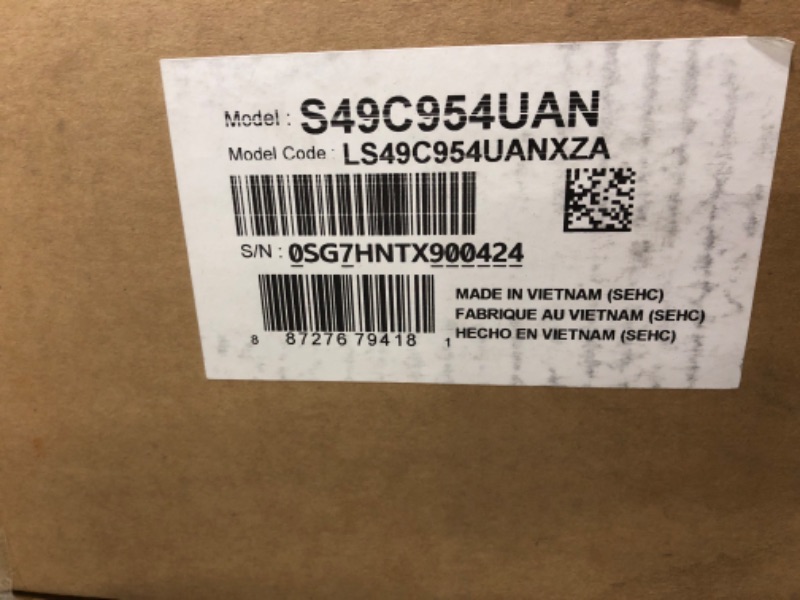 Model : S49C954UAN
Model Code : LS49C954UANXZA
S/N : 0SG7HNTX900424
8 87276 79418 1
MADE IN VIETNAM (SEHC)
FABRIQUE AU VIETNAM (SEHC)
HECHO EN VIETNAM (SEHC)